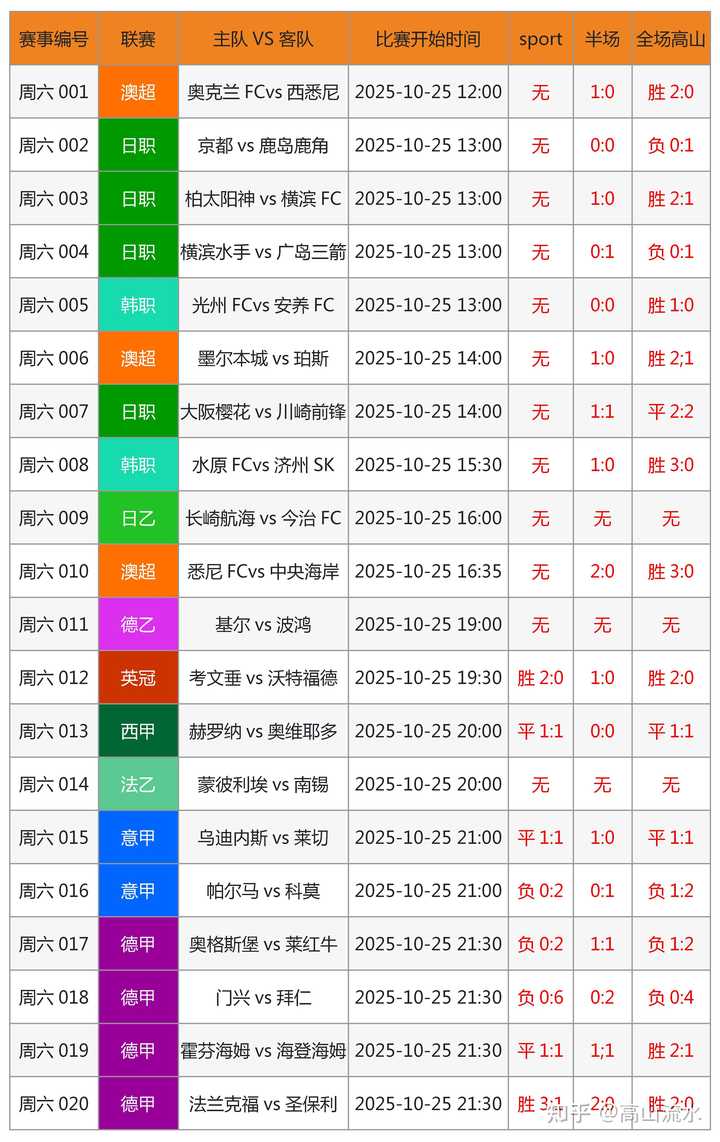 赛事编号 联赛 主队 VS 客队 比赛开始时间 sport 半场 全场高山
周六 001 澳超 奥克兰 FCvs 西悉尼 2025-10-25 12:00 无 1:0 胜 2:0
周六 002 日职 京都 vs 鹿岛鹿角 2025-10-25 13:00 无 0:0 负 0:1
周六 003 日职 柏太阳神 vs 横滨 FC 2025-10-25 13:00 无 1:0 胜 2:1
周六 004 日职 横滨水手 vs 广岛三箭 2025-10-25 13:00 无 0:1 负 0:1
周六 005 韩职 光州 FCvs 安养 FC 2025-10-25 13:00 无 0:0 胜 1:0
周六 006 澳超 墨尔本城 vs 珀斯 2025-10-25 14:00 无 1:0 胜 2;1
周六 007 日职 大阪樱花 vs 川崎前锋 2025-10-25 14:00 无 1:1 平 2:2
周六 008 韩职 水原 FCvs 济州 SK 2025-10-25 15:30 无 1:0 胜 3:0
周六 009 日乙 长崎航海 vs 今治 FC 2025-10-25 16:00 无 无 无
周六 010 澳超 悉尼 FCvs 中央海岸 2025-10-25 16:35 无 2:0 胜 3:0
周六 011 德乙 基尔 vs 波鸿 2025-10-25 19:00 无 无 无
周六 012 英冠 考文垂 vs 沃特福德 2025-10-25 19:30 胜 2:0 1:0 胜 2:0
周六 013 西甲 赫罗纳 vs 奥维耶多 2025-10-25 20:00 平 1:1 0:0 平 1:1
周六 014 法乙 蒙彼利埃 vs 南锡 2025-10-25 20:00 无 无 无
周六 015 意甲 乌迪内斯 vs 莱切 2025-10-25 21:00 平 1:1 1:0 平 1:1
周六 016 意甲 帕尔马 vs 科莫 2025-10-25 21:00 负 0:2 0:1 负 1:2
周六 017 德甲 奥格斯堡 vs 莱红牛 2025-10-25 21:30 负 0:2 1:1 负 1:2
周六 018 德甲 门兴 vs 拜仁 2025-10-25 21:30 负 0:6 0:2 负 0:4
周六 019 德甲 霍芬海姆 vs 海登海姆 2025-10-25 21:30 平 1:1 1;1 胜 2:1
周六 020 德甲 法兰克福 vs 圣保利 2025-10-25 21:30 胜 3:1 2:0 胜 2:0
知乎 @高山流水